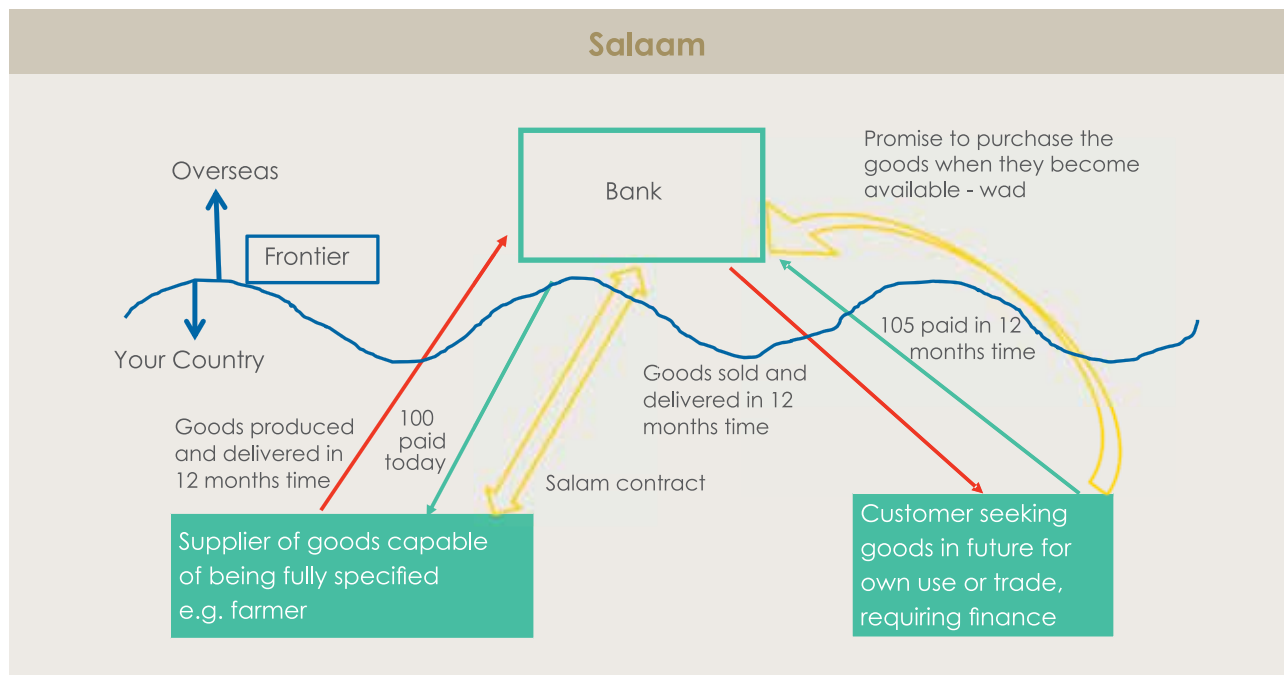 Salaam
Overseas
Frontier
Your Country
Bank
Promise to purchase the
goods when they become
available - wad
105 paid in 12
months time
Goods sold and
delivered in 12
months time
Goods produced
and delivered in
12 months time
100
paid
today
Salam contract
Supplier of goods capable
of being fully specified
e.g. farmer
Customer seeking
goods in future for
own use or trade,
requiring finance